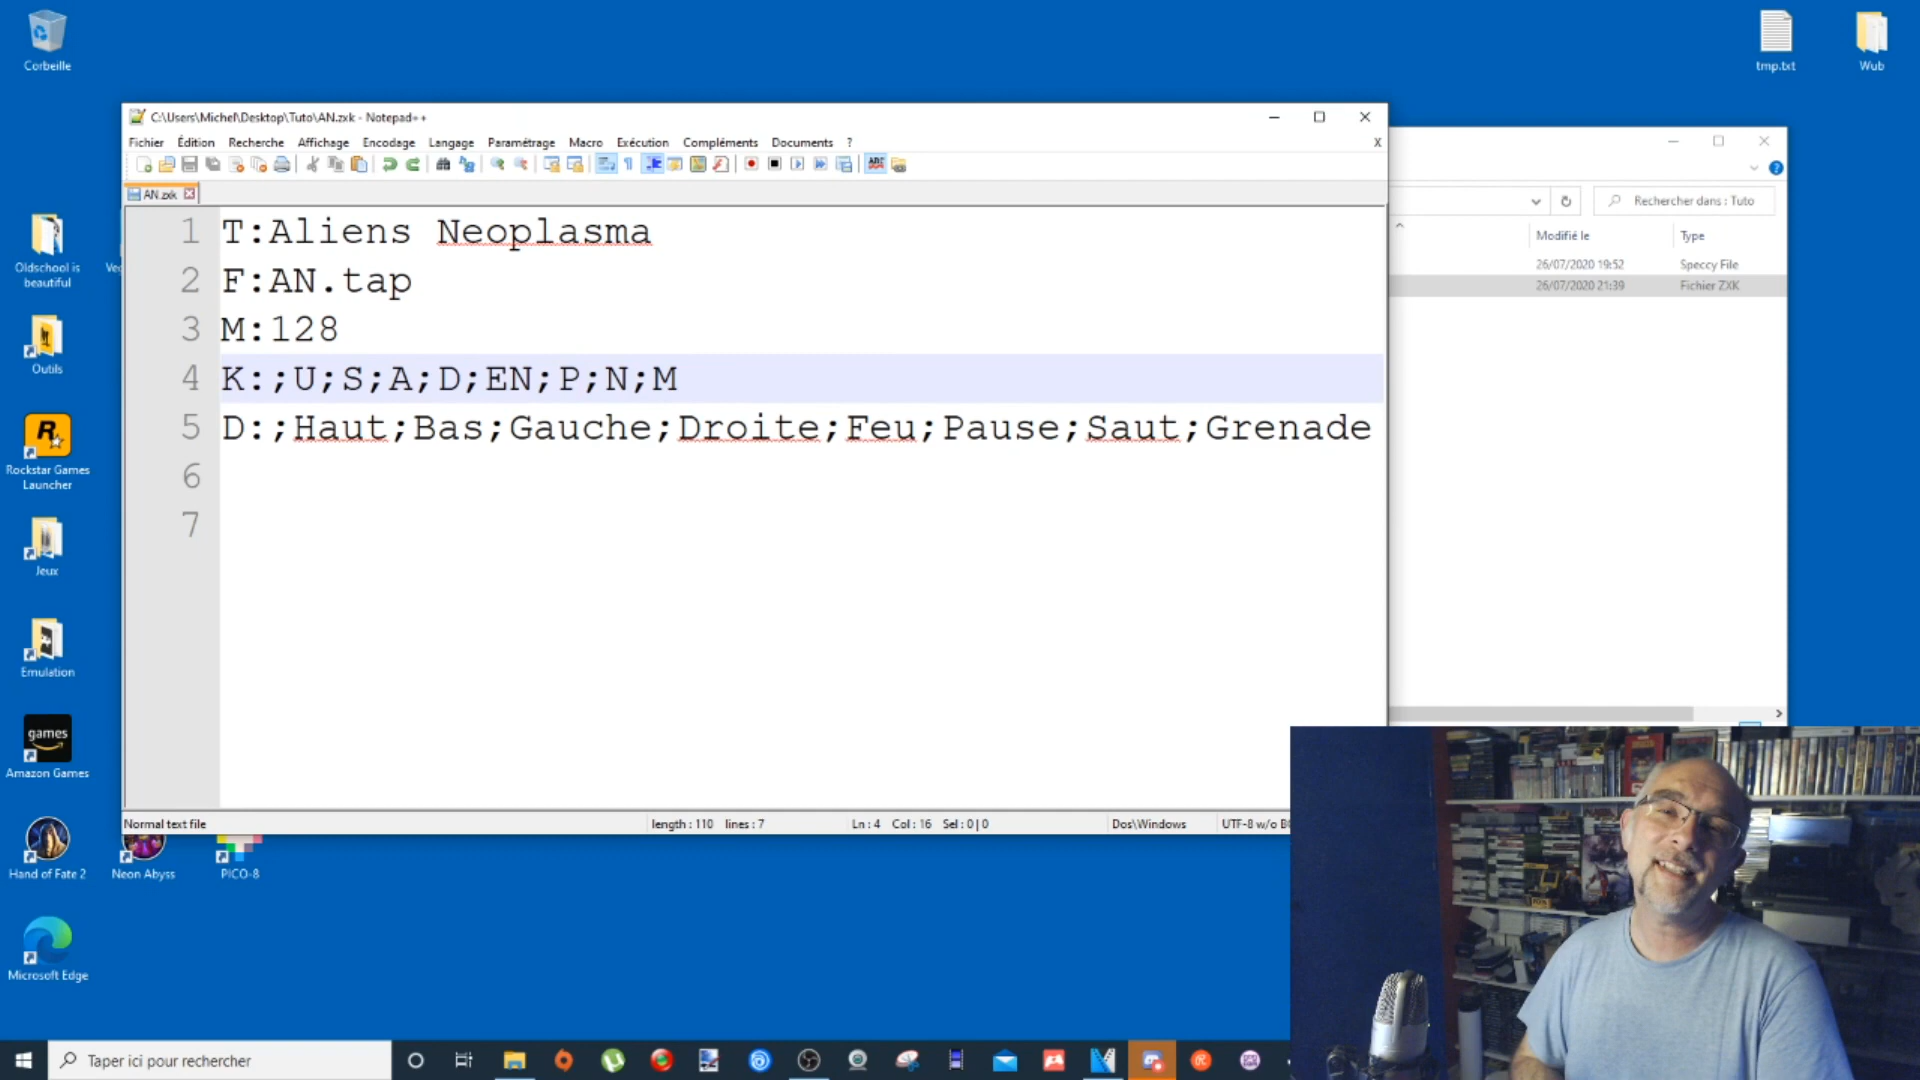 Corbeille
tmp.txt
Wub
C:\Users\Michel\Desktop\Tuto\AN.zxk - Notepad++
Fichier Édition Recherche Affichage Encodage Langage Paramétrage Macro Exécution Compléments Documents ?
X
AN.zxk
1 T:Aliens Neoplasma
2 F:AN.tap
3 M:128
4 K:;U;S;A;D;EN;P;N;M
5 D:;Haut;Bas;Gauche;Droite;Feu;Pause;Saut;Grenade
6
7
Normal text file
length : 110 lines : 7
Ln : 4 Col : 16 Sel : 0 | 0
Dos\Windows
UTF-8 w/o
Rechercher dans : Tuto
Modifié le
Type
26/07/2020 19:52
Speccy File
26/07/2020 21:39
Fichier ZXK
Oldschool is
beautiful
Outils
Rockstar Games
Launcher
Jeux
Emulation
games
Amazon Games
Hand of Fate 2
Neon Abyss
PICO-8
Microsoft Edge
Taper ici pour rechercher